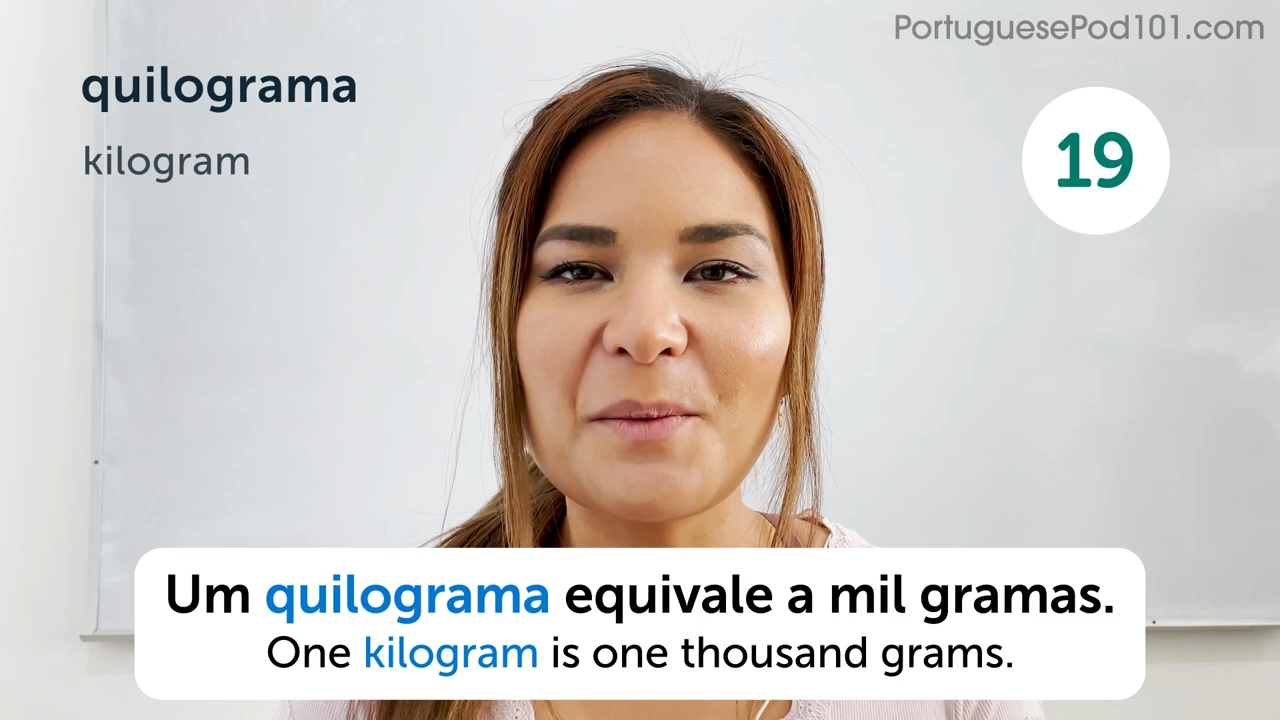 PortuguesePod101.com
quilograma
kilogram
19
Um quilograma equivale a mil gramas.
One kilogram is one thousand grams.